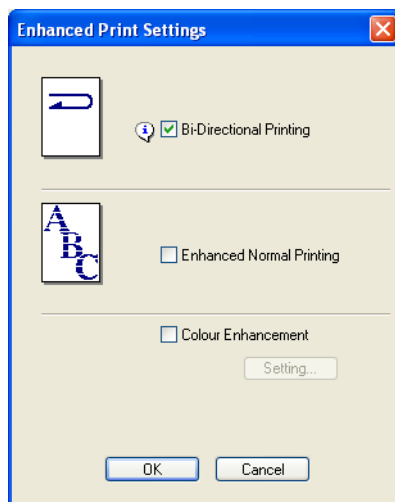 Enhanced Print Settings
Bi-Directional Printing
A
B
C
Enhanced Normal Printing
Colour Enhancement
Setting...
OK Cancel